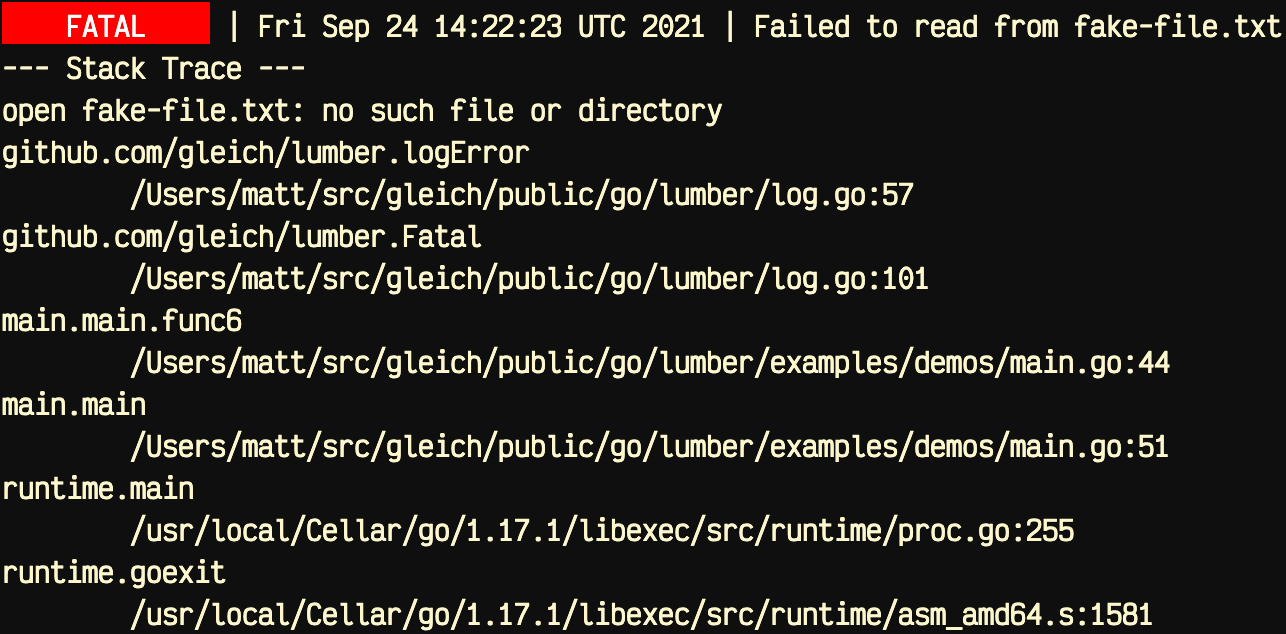 FATAL | Fri Sep 24 14:22:23 UTC 2021 | Failed to read from fake-file.txt
--- Stack Trace ---
open fake-file.txt: no such file or directory
github.com/gleich/lumber.logError
/Users/matt/src/gleich/public/go/lumber/log.go:57
github.com/gleich/lumber.Fatal
/Users/matt/src/gleich/public/go/lumber/log.go:101
main.main.func6
/Users/matt/src/gleich/public/go/lumber/examples/demos/main.go:44
main.main
/Users/matt/src/gleich/public/go/lumber/examples/demos/main.go:51
runtime.main
/usr/local/Cellar/go/1.17.1/libexec/src/runtime/proc.go:255
runtime.goexit
/usr/local/Cellar/go/1.17.1/libexec/src/runtime/asm_amd64.s:1581